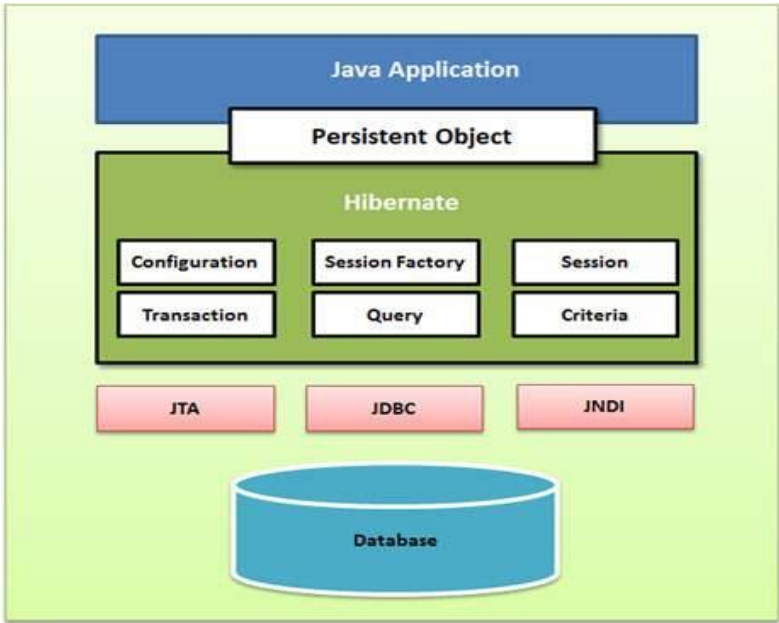 Java Application
Persistent Object
Hibernate
Configuration
Session Factory
Session
Transaction
Query
Criteria
JTA
JDBC
JNDI
Database